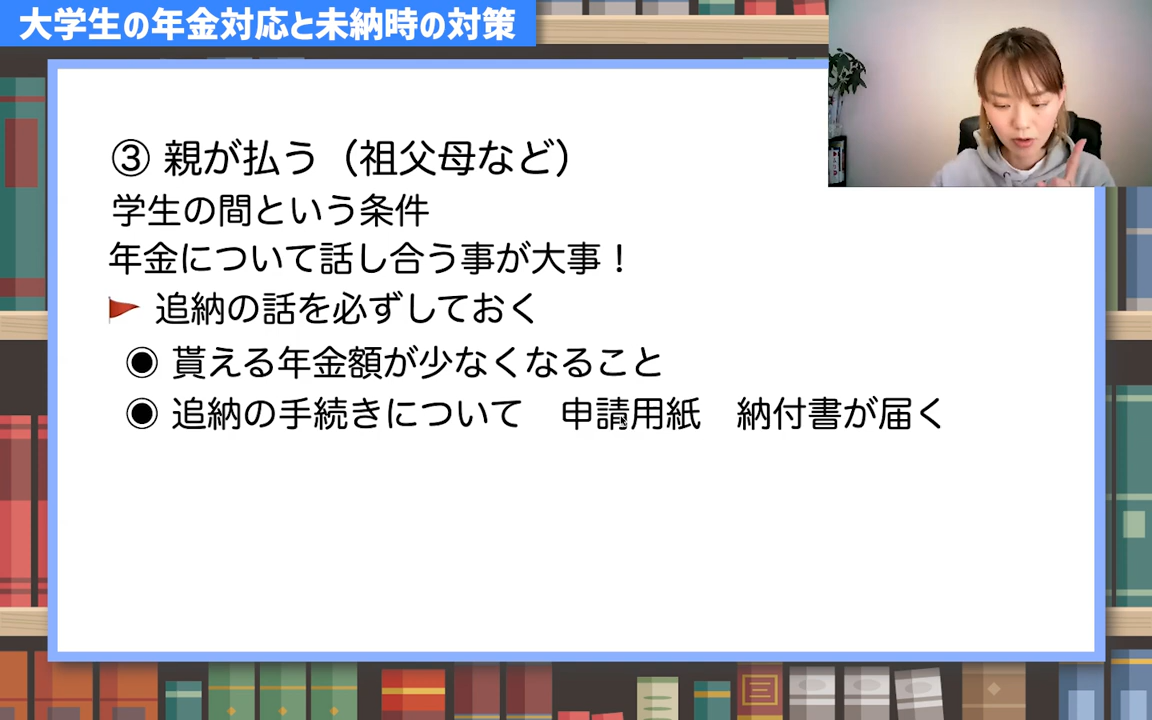 大学生の年金対応と未納時の対策
③ 親が払う（祖父母など）
学生の間という条件
年金について話し合う事が大事！
追納の話を必ずしておく
◉ 貰える年金額が少なくなること
◉ 追納の手続きについて　申請用紙　納付書が届く